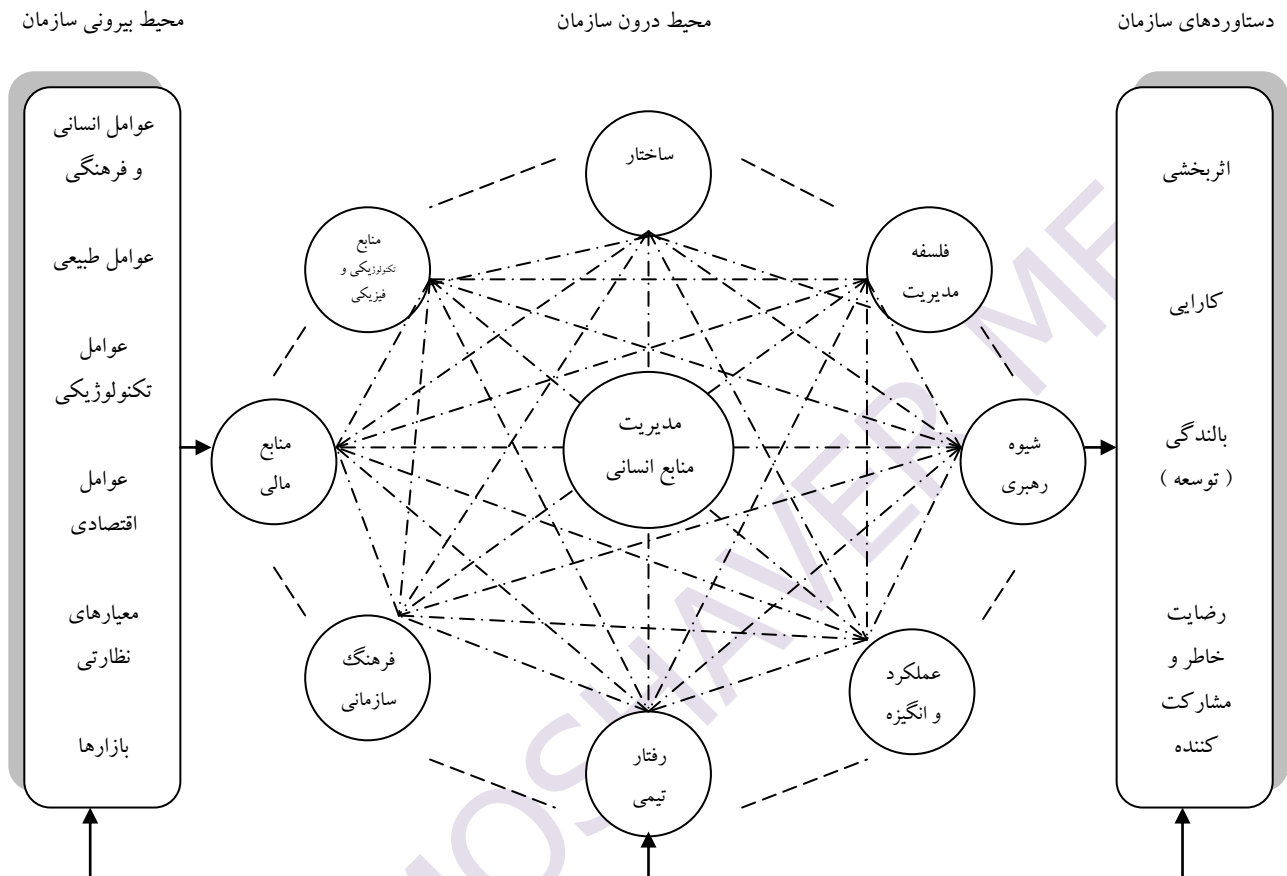 دستاوردهای سازمان
محیط درون سازمان
محیط بیرونی سازمان
عوامل انسانی
و فرهنگی
عوامل طبیعی
عوامل
تکنولوژیکی
عوامل
اقتصادی
معیارهای
نظارتی
بازارها
ساختار
فلسفه
مدیریت
شیوه
رهبری
عملکرد
و انگیزه
رفتار
تیمی
فرهنگ
سازمانی
منابع
مالی
منابع
تکنولوژیکی و
فیزیکی
مدیریت
منابع انسانی
اثربخشی
کارایی
بالندگی
( توسعه )
رضایت
خاطر و
مشارکت
کننده
MOSHAVER